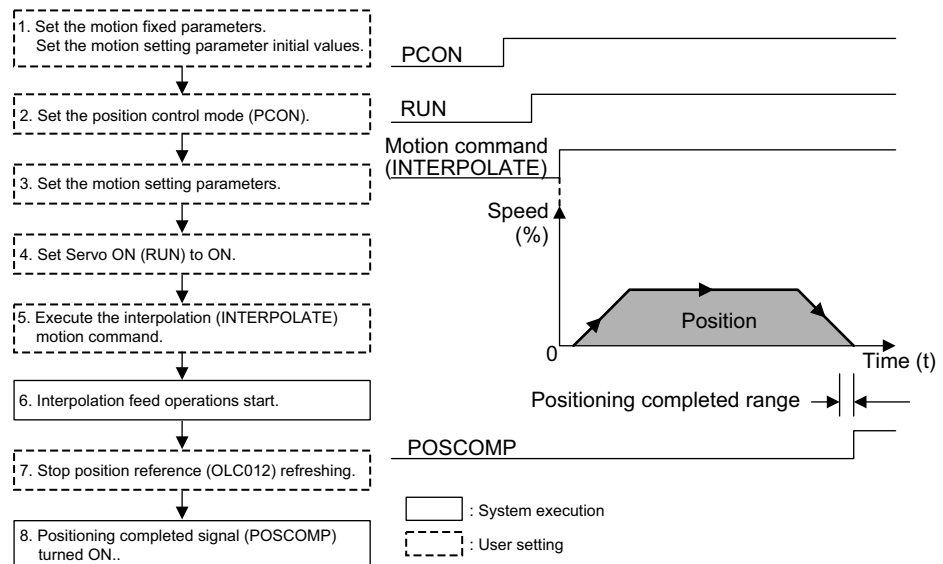 1. Set the motion fixed parameters.
Set the motion setting parameter initial values.
2. Set the position control mode (PCON).
3. Set the motion setting parameters.
4. Set Servo ON (RUN) to ON.
5. Execute the interpolation (INTERPOLATE)
motion command.
6. Interpolation feed operations start.
7. Stop position reference (OLC012) refreshing.
8. Positioning completed signal (POSCOMP)
turned ON..
PCON
RUN
Motion command
(INTERPOLATE)
Speed
(%)
Position
0
Time (t)
Positioning completed range
POSCOMP
: System execution
: User setting